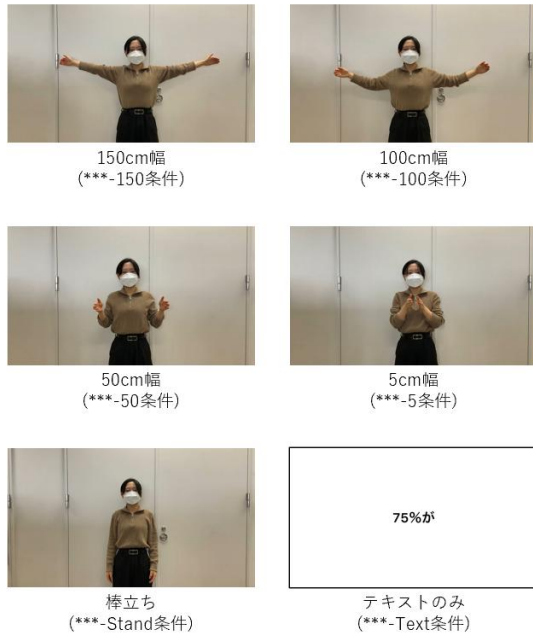 150cm幅
(***-150条件)
100cm幅
(***-100条件)
50cm幅
(***-50条件)
5cm幅
(***-5条件)
75%が
棒立ち
(***-Stand条件)
テキストのみ
(***-Text条件)